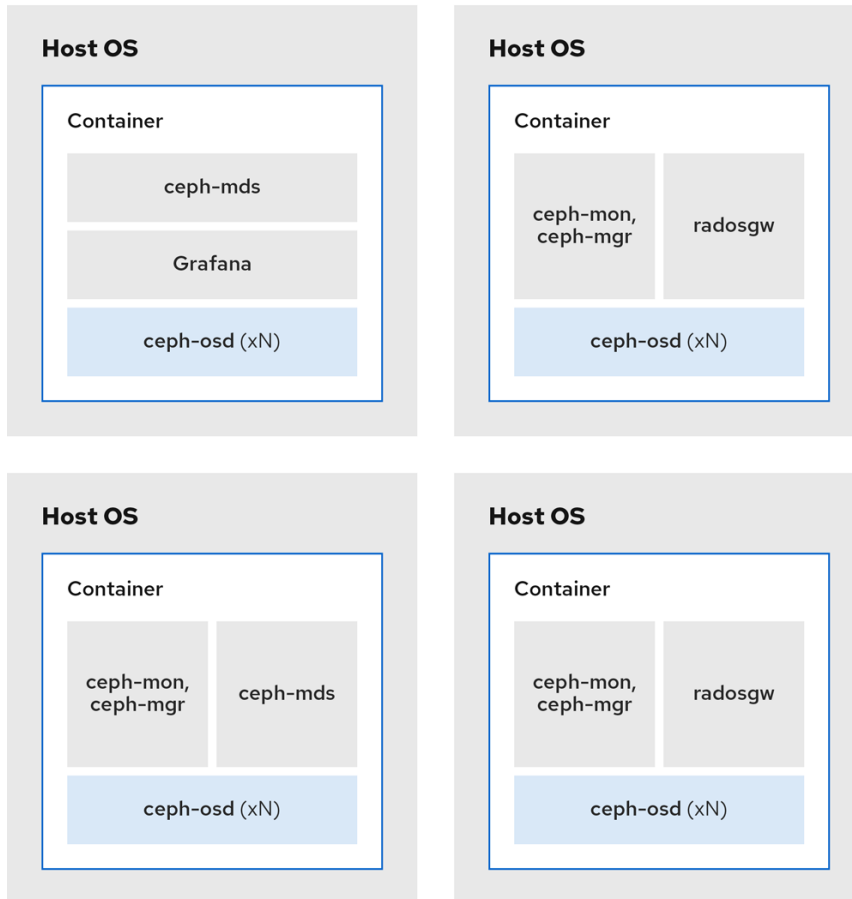 Host OS
Container
ceph-mds
Grafana
ceph-osd (xN)
Host OS
Container
ceph-mon,
ceph-mgr
radosgw
ceph-osd (xN)
Host OS
Container
ceph-mon,
ceph-mgr
ceph-mds
ceph-osd (xN)
Host OS
Container
ceph-mon,
ceph-mgr
radosgw
ceph-osd (xN)